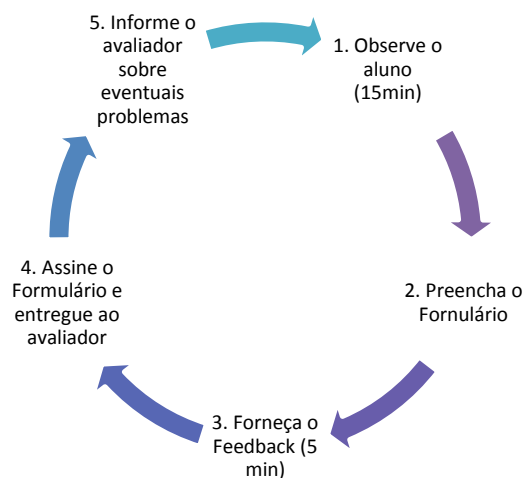 1. Observe o
aluno
(15min)
2. Preencha o
Fornulário
3. Forneça o
Feedback (5
min)
4. Assine o
Formulário e
entregue ao
avaliador
5. Informe o
avaliador
sobre
eventuais
problemas